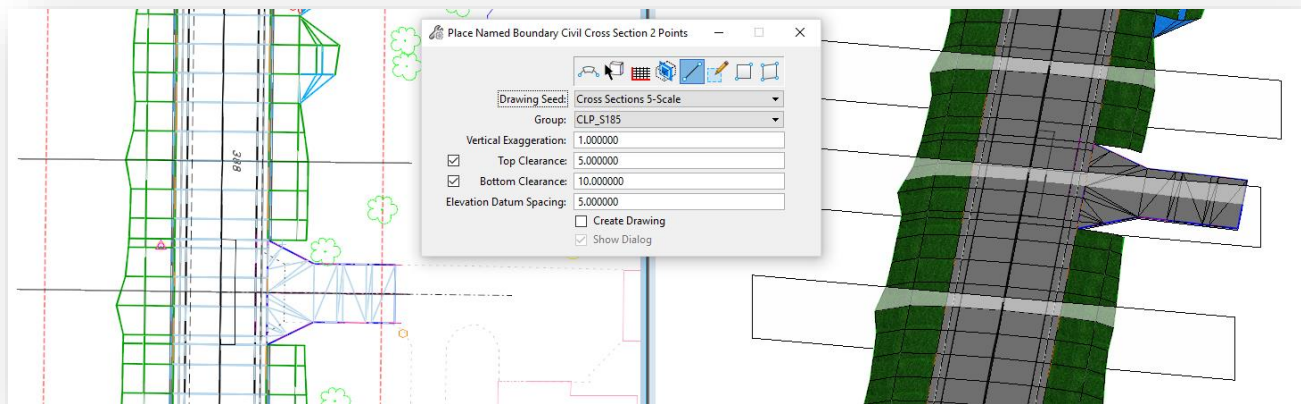 Place Named Boundary Civil Cross Section 2 Points
Drawing Seed: Cross Sections 5-Scale
Group: CLP_S185
Vertical Exaggeration: 1.000000
Top Clearance: 5.000000
Bottom Clearance: 10.000000
Elevation Datum Spacing: 5.000000
Create Drawing
Show Dialog
388